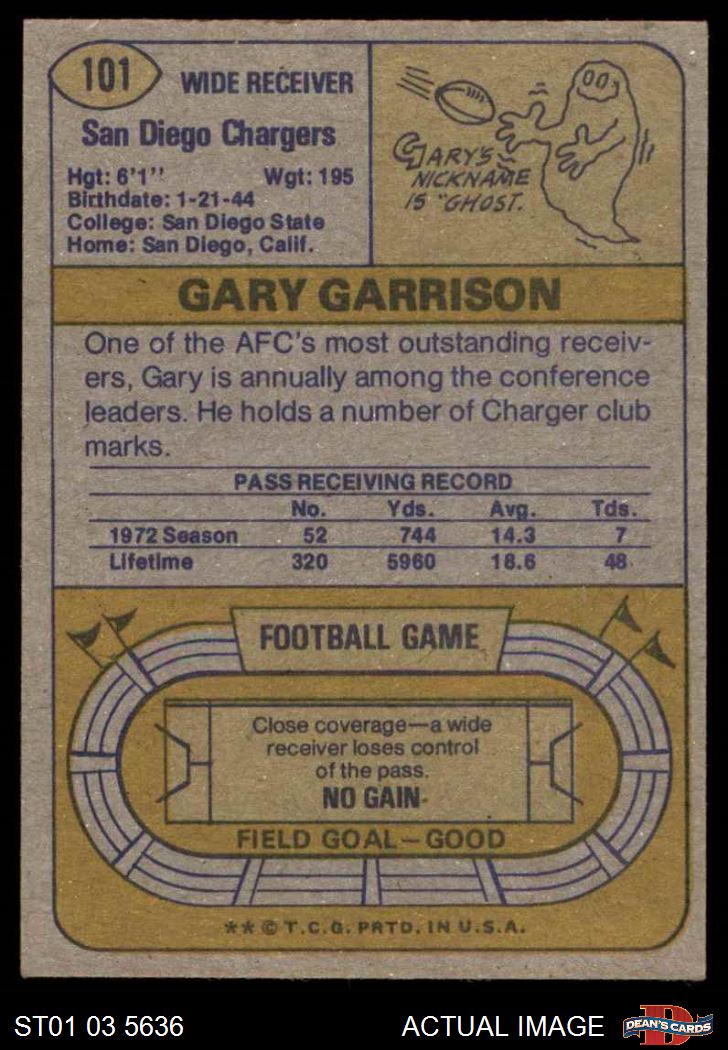 101
WIDE RECEIVER
San Diego Chargers
Hgt: 6'1'' Wgt: 195
Birthdate: 1-21-44
College: San Diego State
Home: San Diego, Calif.
GARY'S
NICKNAME
IS "GHOST.
GARY GARRISON
One of the AFC's most outstanding receiv-
ers, Gary is annually among the conference
leaders. He holds a number of Charger club
marks.
PASS RECEIVING RECORD
No. Yds. Avg. Tds.
1972 Season 52 744 14.3 7
Lifetime 320 5960 18.6 48
FOOTBALL GAME
Close coverage—a wide
receiver loses control
of the pass.
NO GAIN
FIELD GOAL—GOOD
** © T.C.G. PRTD. IN U.S.A.
ST01 03 5636 ACTUAL IMAGE D DEAN'S CARDS